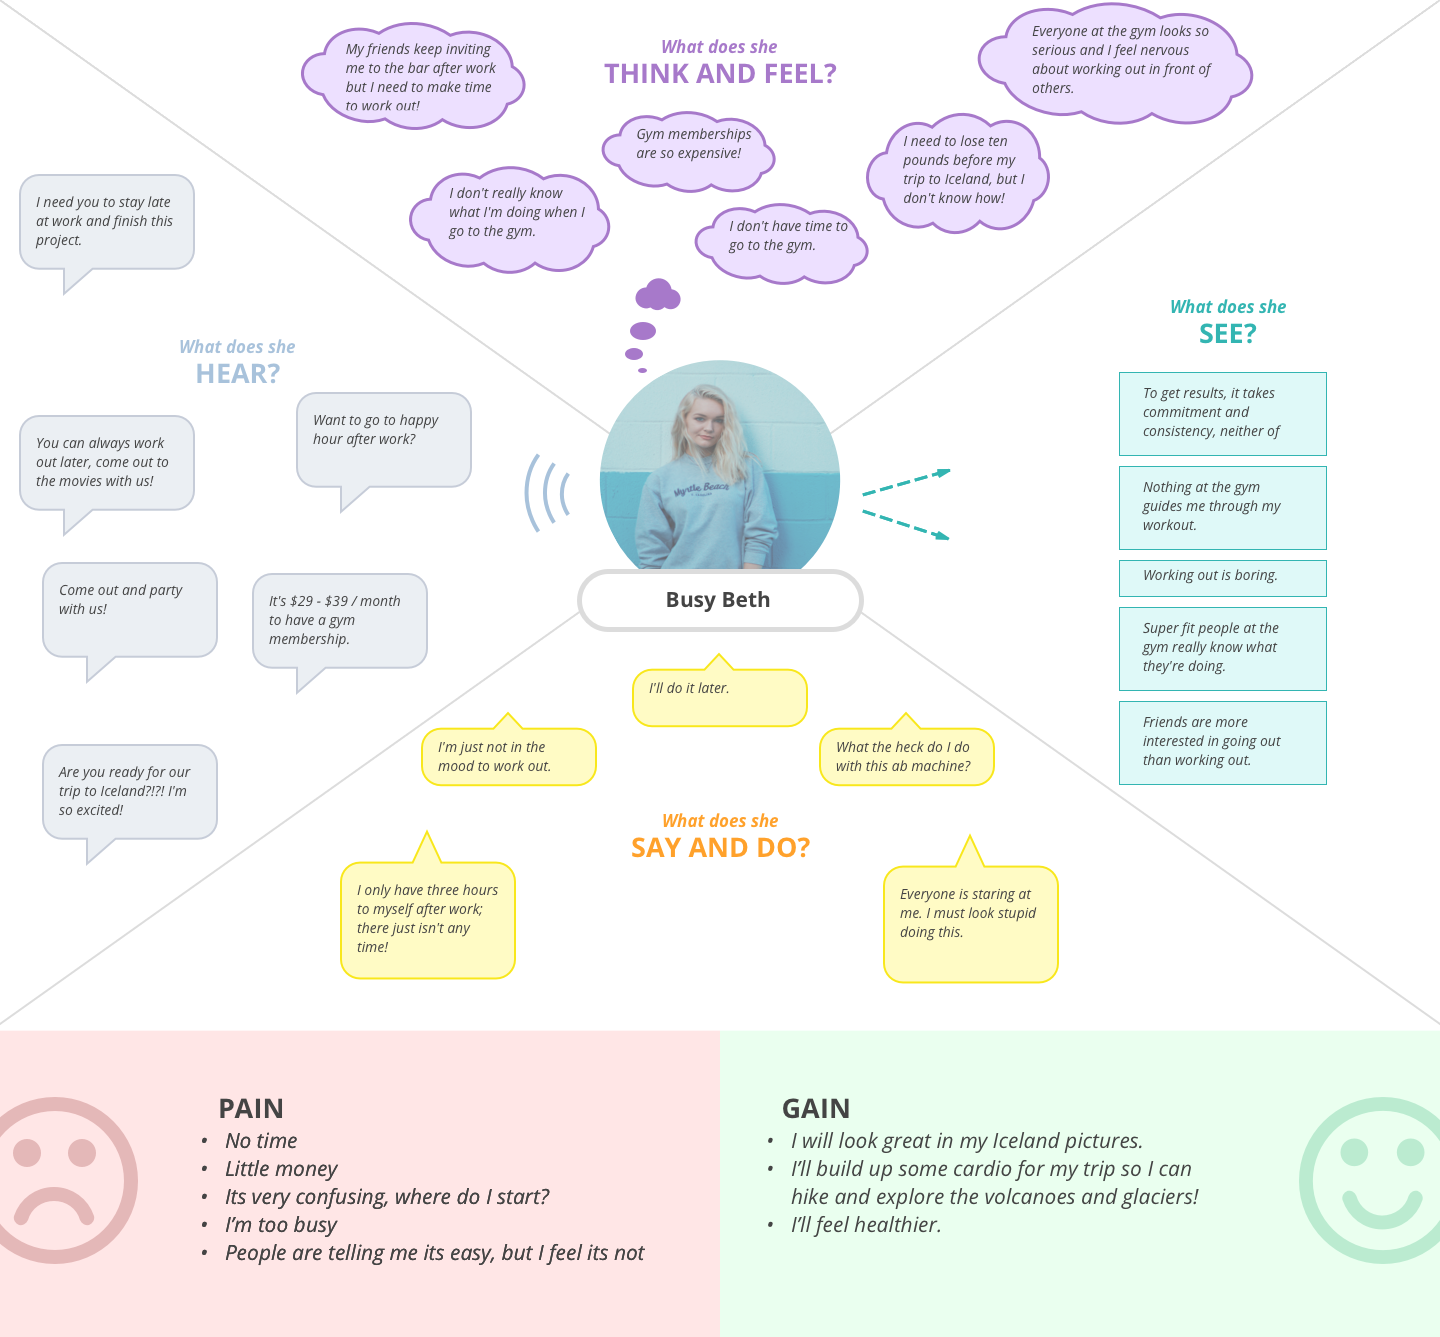 What does she
THINK AND FEEL?
My friends keep inviting
me to the bar after work
but I need to make time
to work out!
Everyone at the gym looks so
serious and I feel nervous
about working out in front of
others.
Gym memberships
are so expensive!
I need to lose ten
pounds before my
trip to Iceland, but I
don't know how!
I don't really know
what I'm doing when I
go to the gym.
I don't have time to
go to the gym.
What does she
HEAR?
I need you to stay late
at work and finish this
project.
You can always work
out later, come out to
the movies with us!
Want to go to happy
hour after work?
Come out and party
with us!
It's $29 - $39 / month
to have a gym
membership.
Are you ready for our
trip to Iceland?!?! I'm
so excited!
Myrtle Beach
Busy Beth
What does she
SEE?
To get results, it takes
commitment and
consistency, neither of
Nothing at the gym
guides me through my
workout.
Working out is boring.
Super fit people at the
gym really know what
they're doing.
Friends are more
interested in going out
than working out.
I'll do it later.
I'm just not in the
mood to work out.
What the heck do I do
with this ab machine?
What does she
SAY AND DO?
I only have three hours
to myself after work;
there just isn't any
time!
Everyone is staring at
me. I must look stupid
doing this.
PAIN
• No time
• Little money
• Its very confusing, where do I start?
• I’m too busy
• People are telling me its easy, but I feel its not
GAIN
• I will look great in my Iceland pictures.
• I’ll build up some cardio for my trip so I can
hike and explore the volcanoes and glaciers!
• I’ll feel healthier.